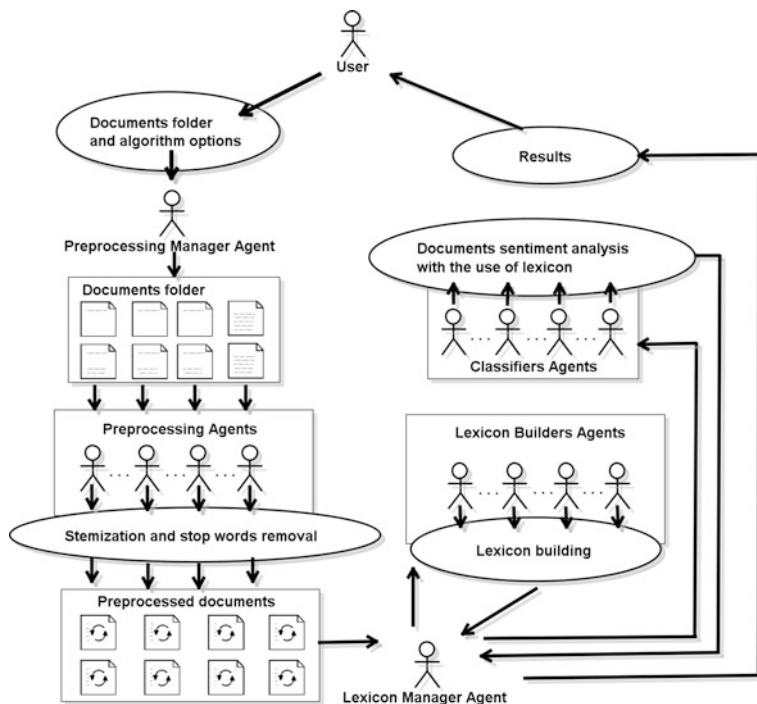 User
Documents folder
and algorithm options
Results
Preprocessing Manager Agent
Documents sentiment analysis
with the use of lexicon
Documents folder
Classifiers Agents
Preprocessing Agents
Lexicon Builders Agents
Stemization and stop words removal
Lexicon building
Preprocessed documents
Lexicon Manager Agent